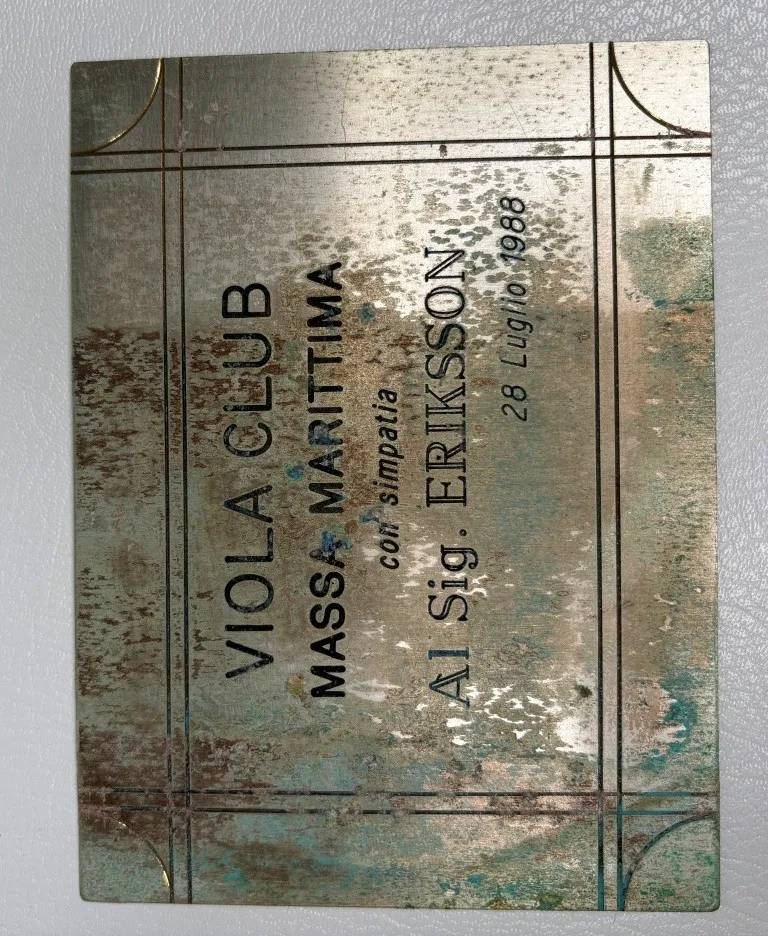 VIOLA CLUB
MASSA MARITTIMA
con simpatia
Al Sig. ERIKSSON
28 Luglio 1988